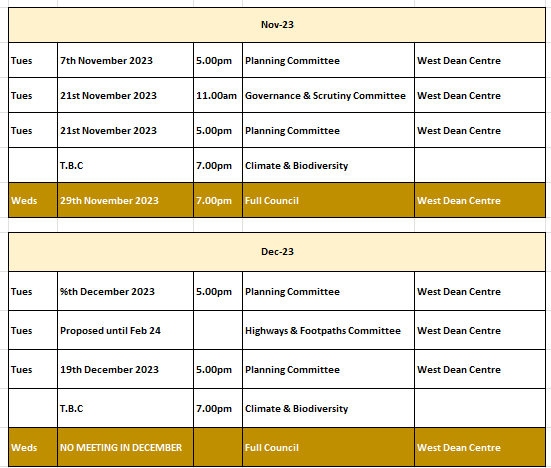 Nov-23
Tues 7th November 2023 5.00pm Planning Committee West Dean Centre
Tues 21st November 2023 11.00am Governance & Scrutiny Committee West Dean Centre
Tues 21st November 2023 5.00pm Planning Committee West Dean Centre
T.B.C 7.00pm Climate & Biodiversity
Weds 29th November 2023 7.00pm Full Council West Dean Centre
Dec-23
Tues %th December 2023 5.00pm Planning Committee West Dean Centre
Tues Proposed until Feb 24 Highways & Footpaths Committee West Dean Centre
Tues 19th December 2023 5.00pm Planning Committee West Dean Centre
T.B.C 7.00pm Climate & Biodiversity
Weds NO MEETING IN DECEMBER Full Council West Dean Centre